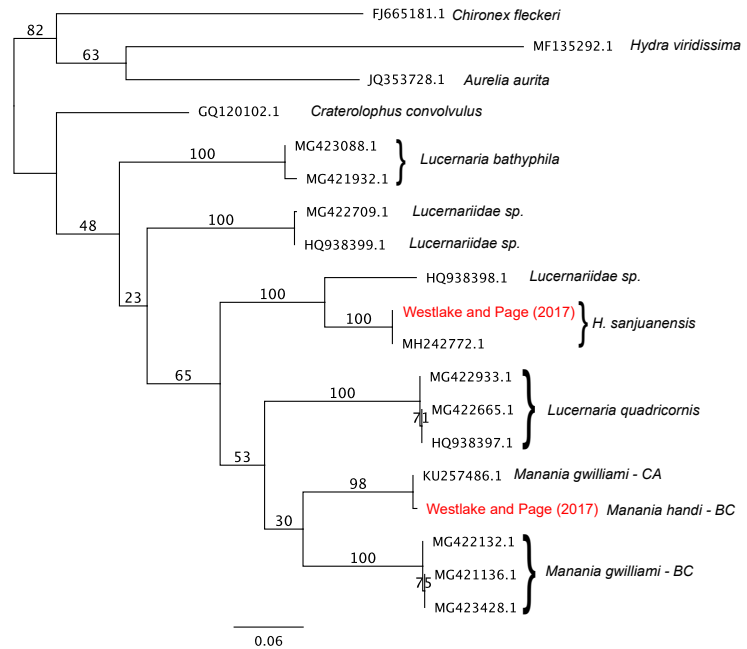 FJ665181.1 Chironex fleckeri
82
MF135292.1 Hydra viridissima
63
JQ353728.1 Aurelia aurita
GQ120102.1 Craterolophus convolvulus
MG423088.1
100
Lucernaria bathyphila
MG421932.1
MG422709.1 Lucernariidae sp.
100
48
HQ938399.1 Lucernariidae sp.
HQ938398.1 Lucernariidae sp.
100
23
Westlake and Page (2017)
100
H. sanjuanensis
MH242772.1
65
MG422933.1
100
MG422665.1
Lucernaria quadricornis
71
HQ938397.1
53
KU257486.1 Manania gwilliami - CA
98
Westlake and Page (2017) Manania handi - BC
30
MG422132.1
100
MG421136.1
Manania gwilliami - BC
75
MG423428.1
0.06